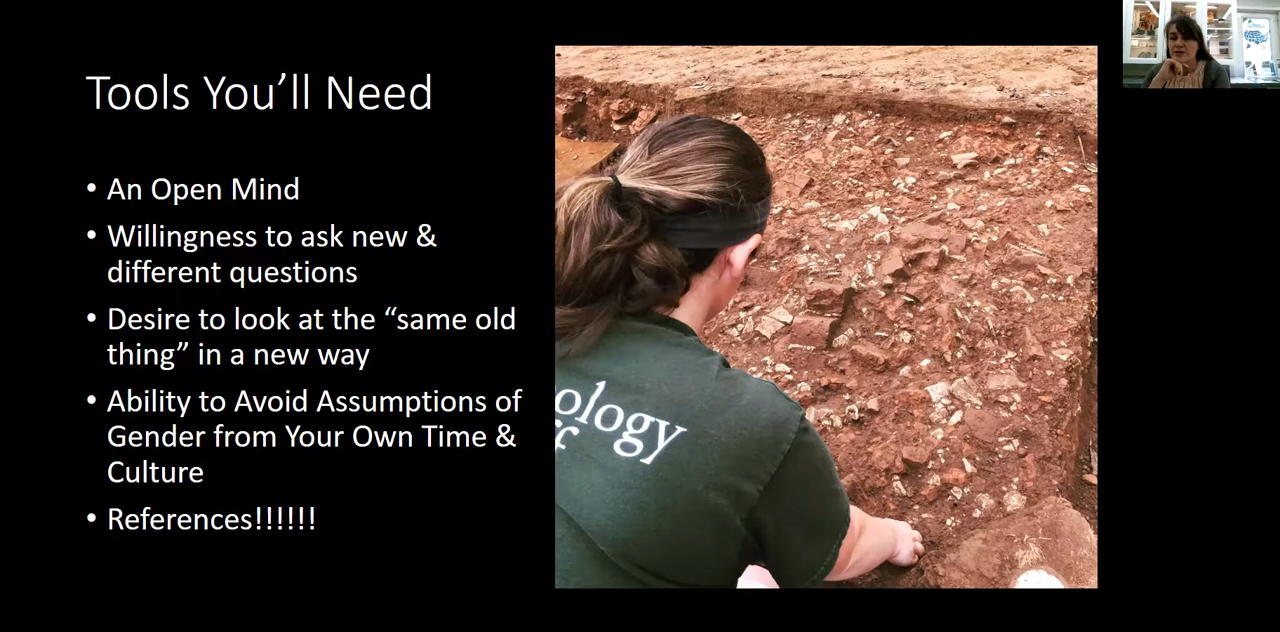 Tools You'll Need
• An Open Mind
• Willingness to ask new &
different questions
• Desire to look at the “same old
thing” in a new way
• Ability to Avoid Assumptions of
Gender from Your Own Time &
Culture
• References!!!!!!
ology